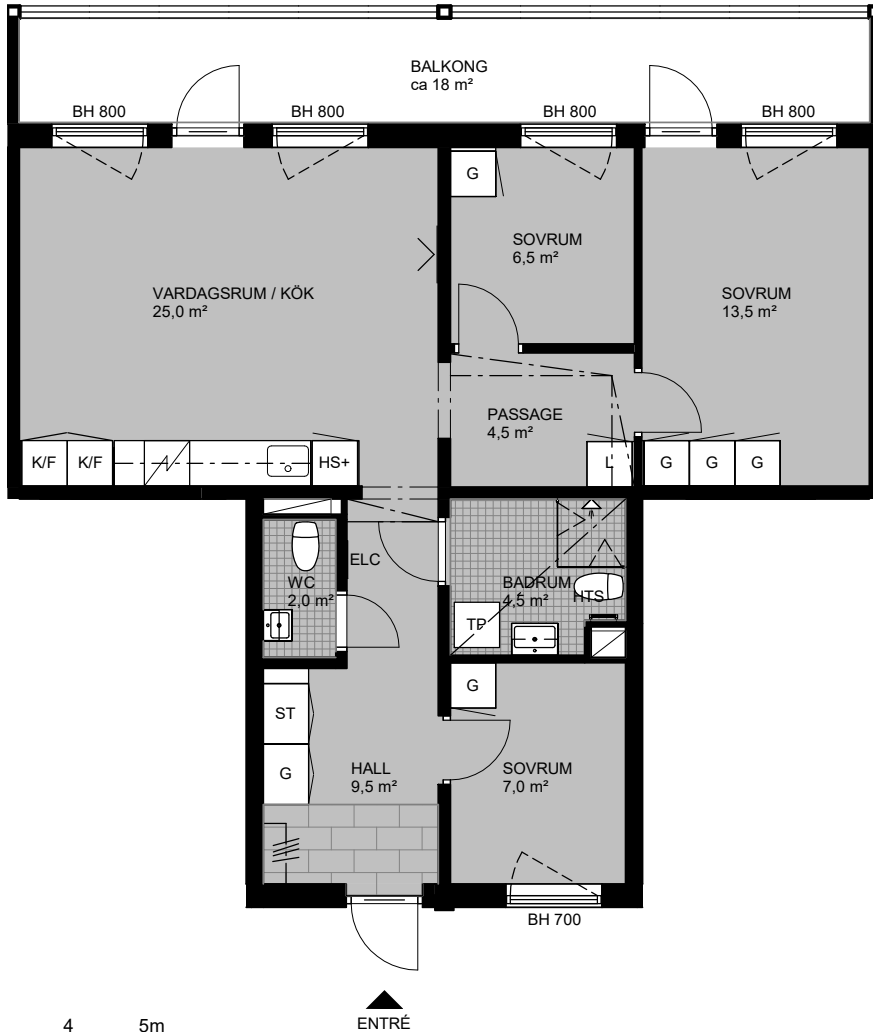 BALKONG
ca 18 m²
BH 800
BH 800
BH 800
BH 800
G
SOVRUM
6,5 m²
VARDAGSRUM / KÖK
25,0 m²
SOVRUM
13,5 m²
PASSAGE
4,5 m²
K/F
K/F
HS+
L
G
G
G
ELC
WC
2,0 m²
BADRUM
4,5 m²
HTS
TP
G
ST
G
HALL
9,5 m²
SOVRUM
7,0 m²
BH 700
4 5m
ENTRÉ